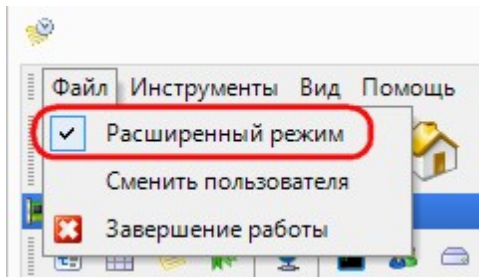 Файл Инструменты Вид Помощь
Расширенный режим
Сменить пользователя
Завершение работы